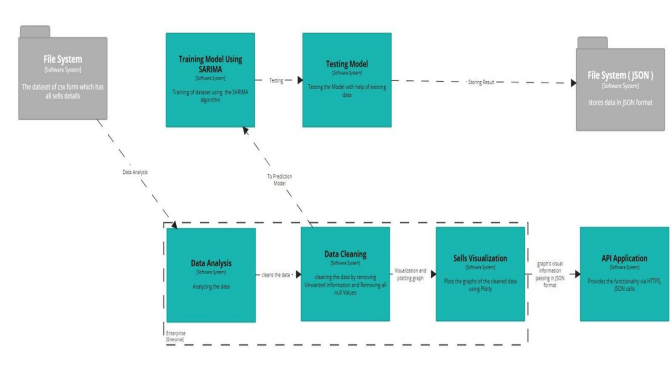 File System
[Software System]
The dataset of csv form which has
all sells details
Training Model Using
SARIMA
[Software System]
Training of dataset using the SARIMA
algorithm
Testing
Testing Model
[Software System]
Testing the Model with help of existing
data
Storing Result
File System ( JSON )
[Software System]
stores data in JSON format
Data Analysis
To Prediction
Model
Data Analysis
[Software System]
Analyzing the data
cleans the data
Data Cleaning
[Software System]
cleaning the data by removing
Unwanted information and Removing all
null Values
Visualization and
plotting graph
Sells Visualization
[Software System]
Plots the graphs of the cleaned data
using Plotly
graph's visual
information
passing in JSON
format
API Application
[Software System]
Provides the functionality via HTTPS,
JSON calls
Enterprise